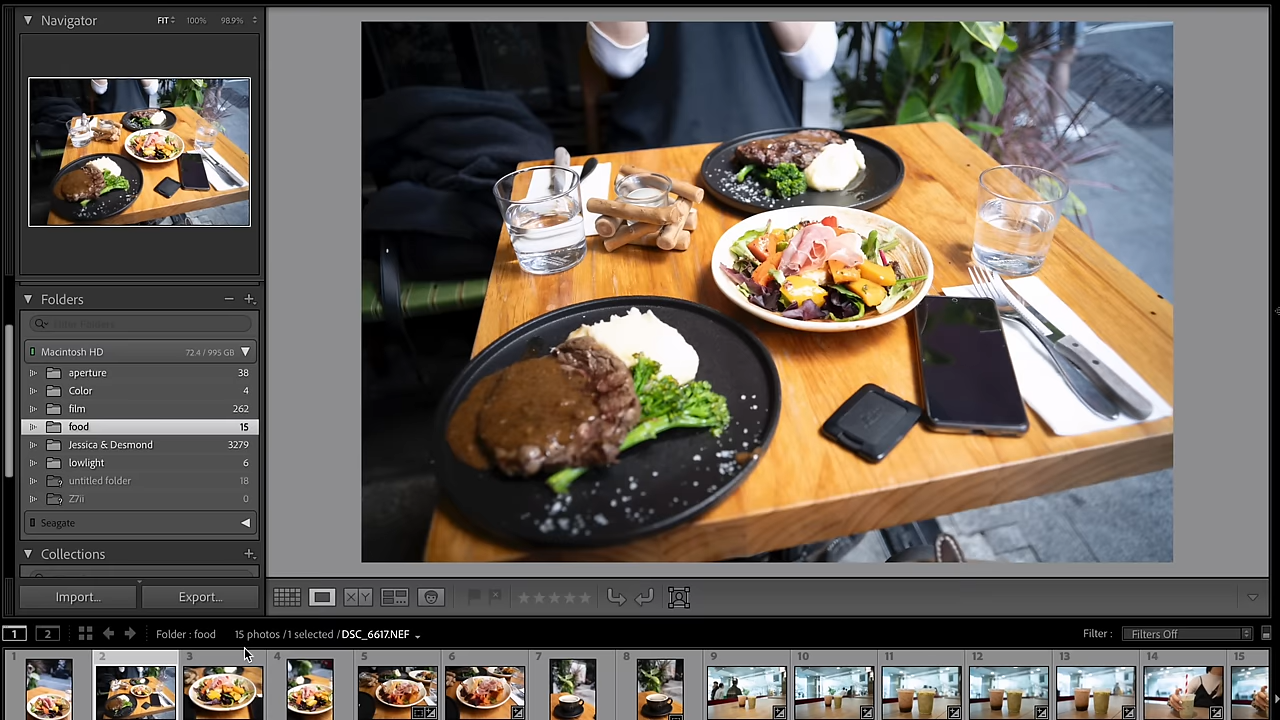 Navigator FIT 100% 98.9%
Folders
Filter Folders
Macintosh HD 72.4 / 995 GB
aperture 38
Color 4
film 262
food 15
Jessica & Desmond 3279
lowlight 6
untitled folder 18
Z7ii 0
Seagate
Collections
Import... Export...
X Y
1 2 Folder : food 15 photos / 1 selected / DSC_6617.NEF Filter : Filters Off
1 2 3 4 5 6 7 8 9 10 11 12 13 14 15